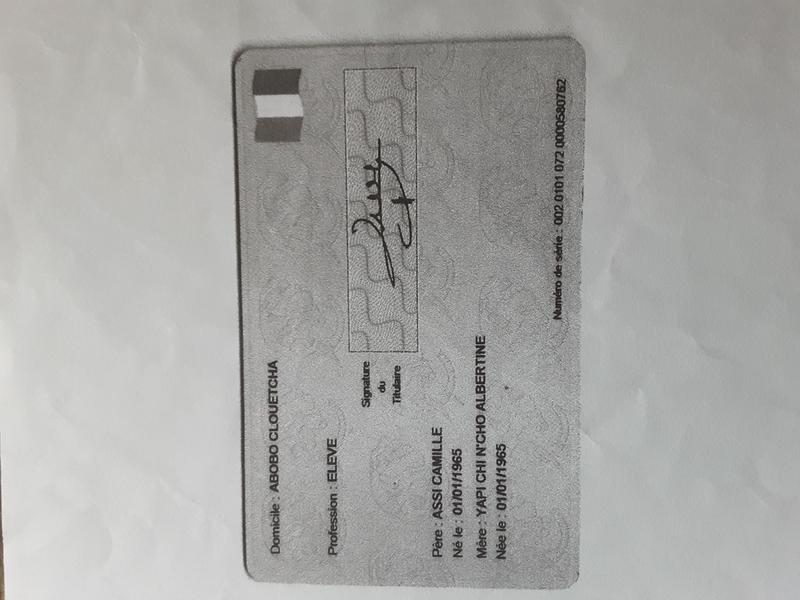 Domicile : ABOBO CLOUETCHA
Profession : ELEVE
Signature
du
Titulaire
Père : ASSI CAMILLE
Né le : 01/01/1965
Mère : YAPI CHI N'CHO ALBERTINE
Née le : 01/01/1965
Numéro de série : 002 0101 072 0000580762